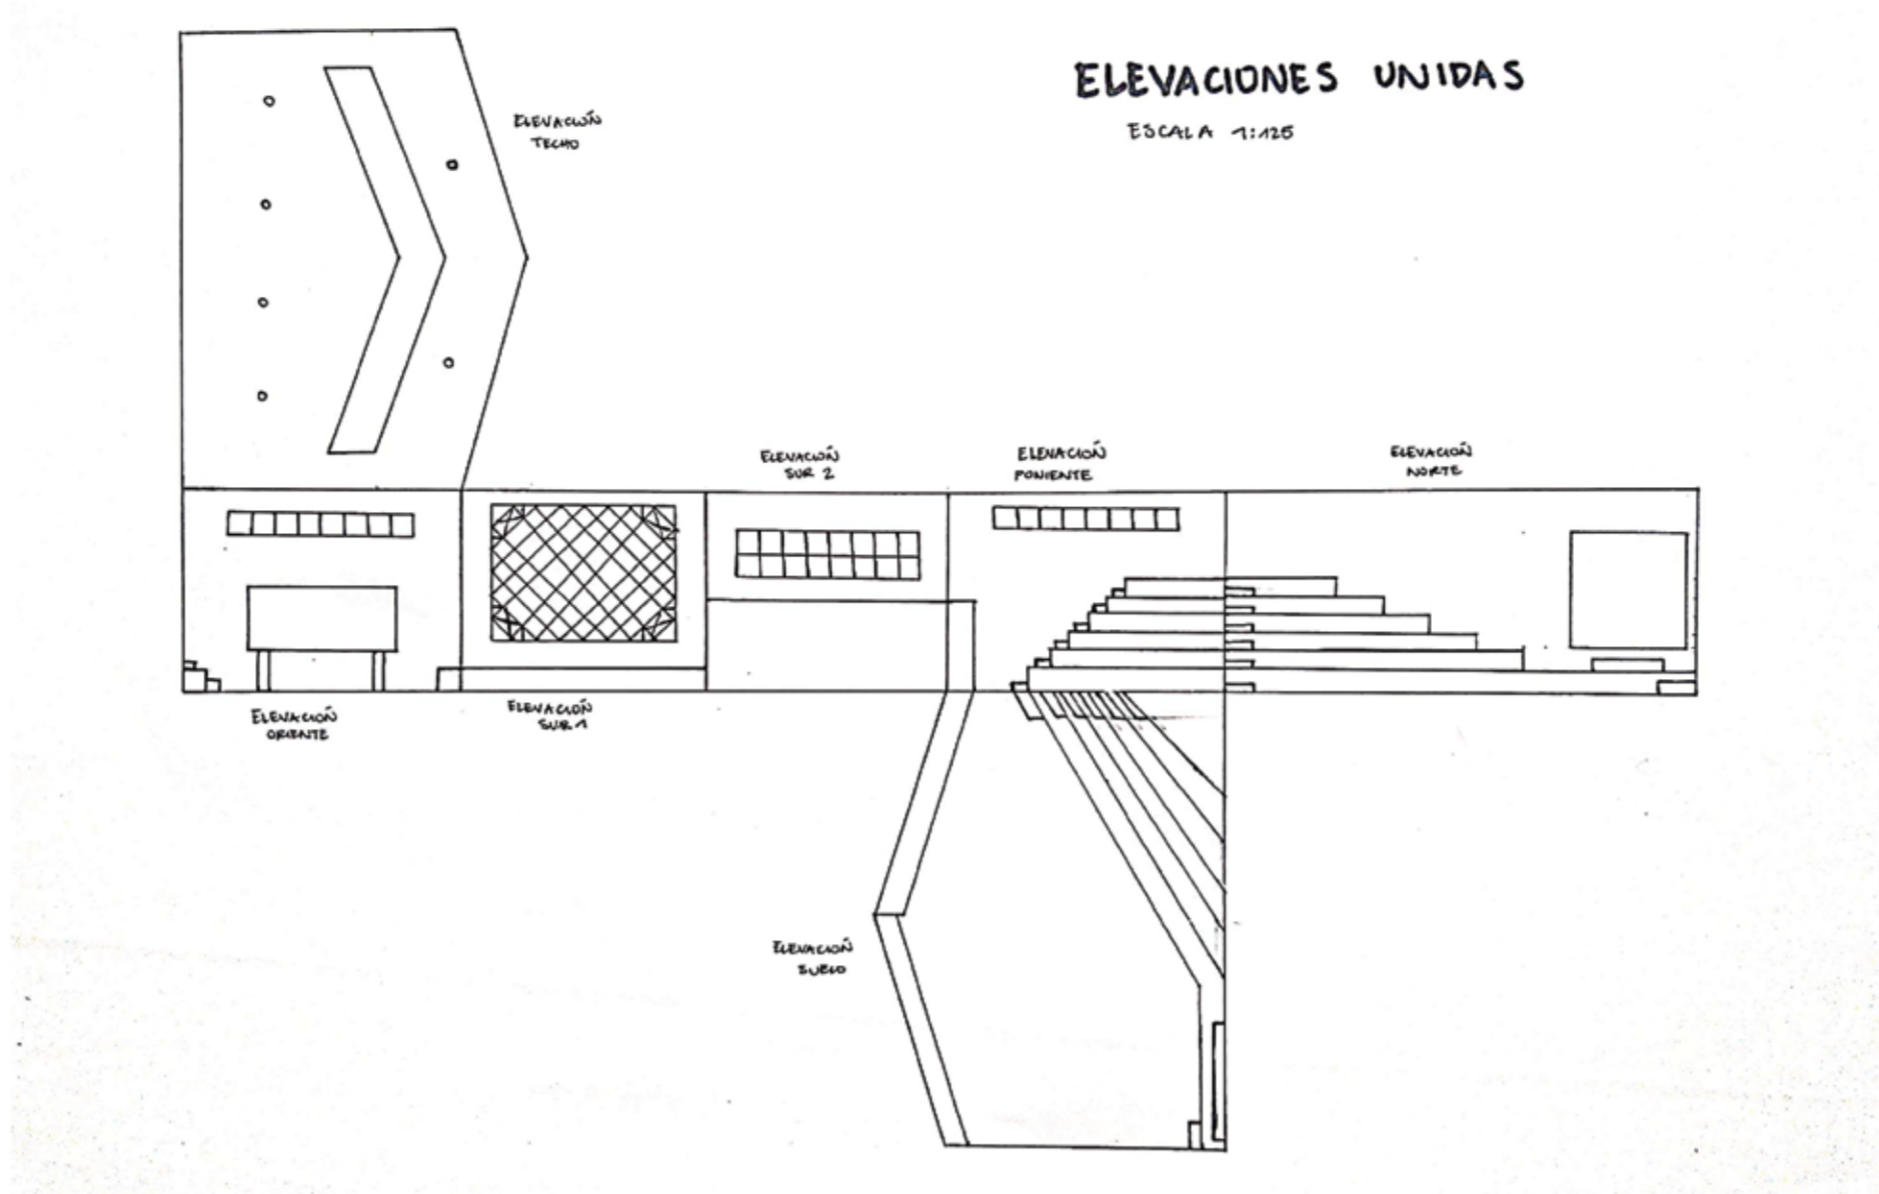 ELEVACIONES UNIDAS
ESCALA 1:125
ELEVACIÓN
TECHO
ELEVACIÓN
SUR 2
ELEVACIÓN
PONIENTE
ELEVACIÓN
NORTE
ELEVACIÓN
ORIENTE
ELEVACIÓN
SUR 1
ELEVACIÓN
SUELO